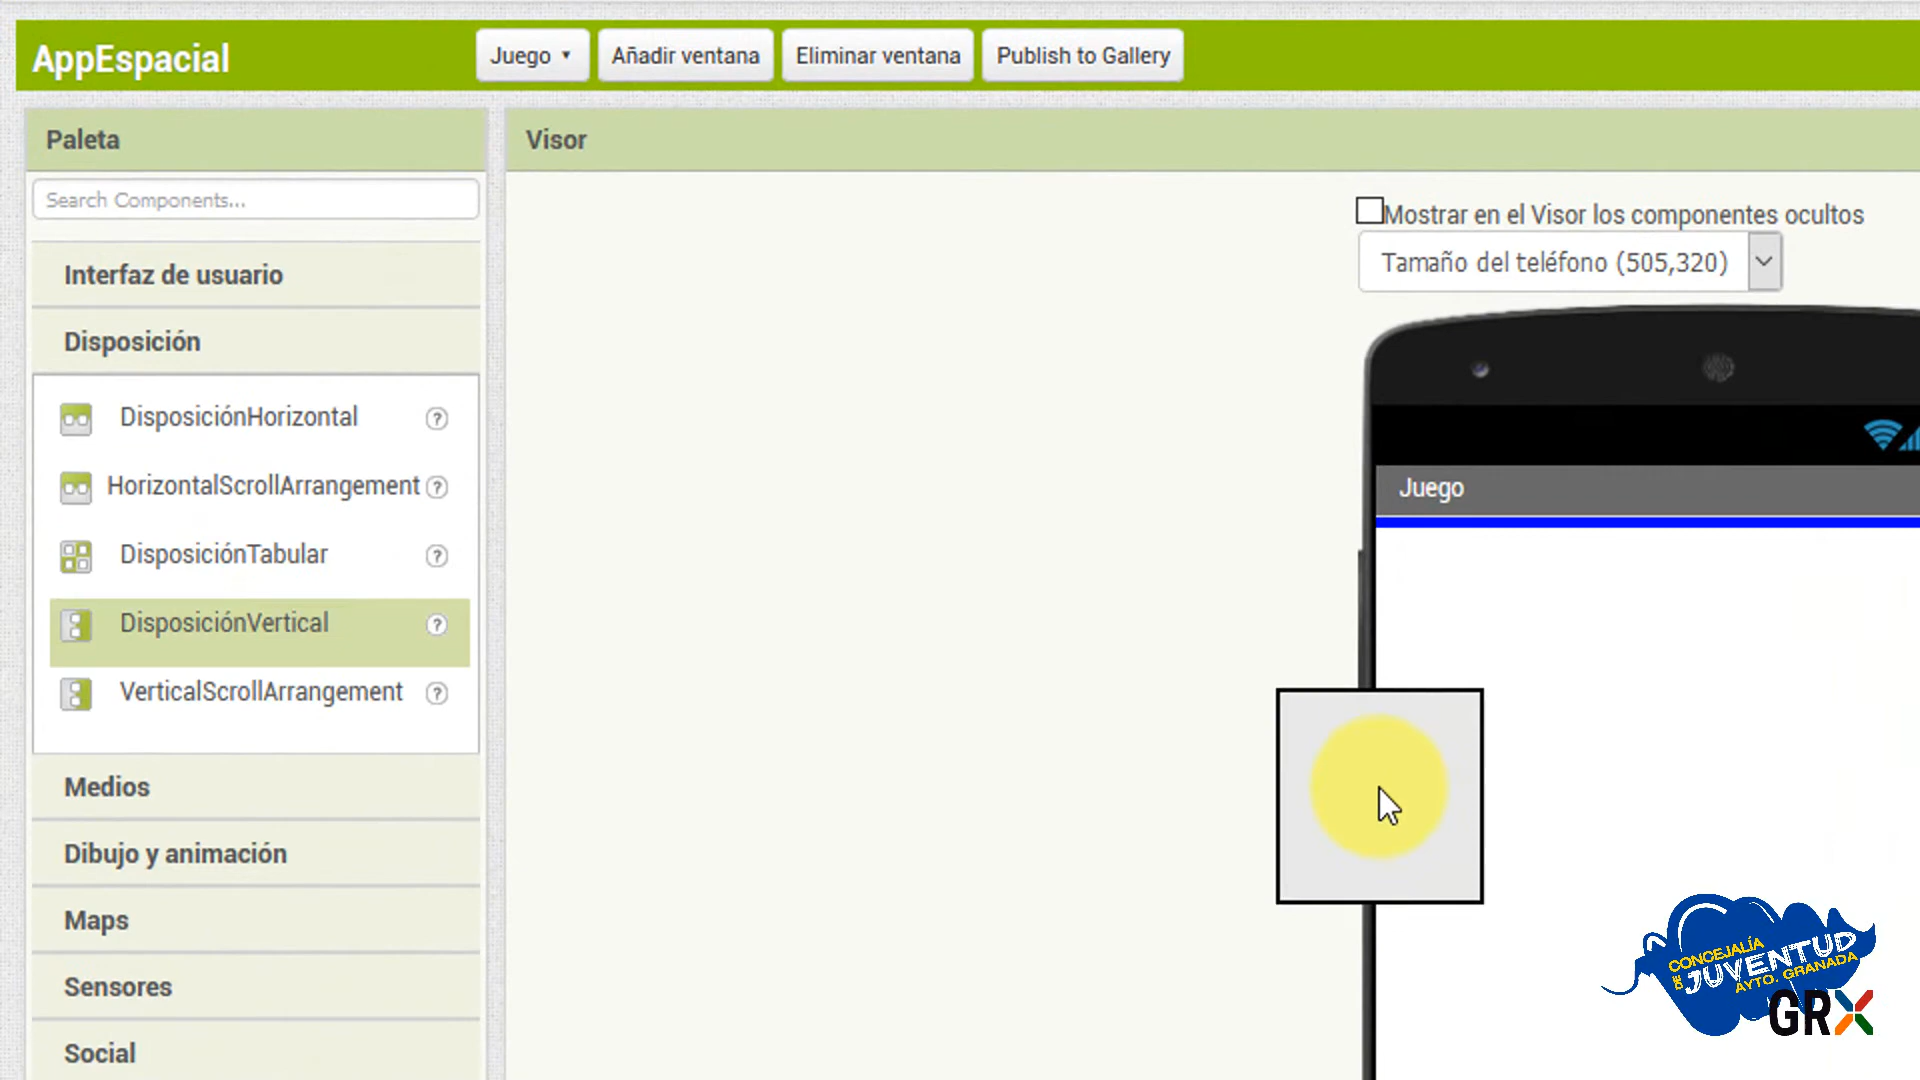 AppEspacial
Juego
Añadir ventana
Eliminar ventana
Publish to Gallery
Paleta
Visor
Search Components...
Mostrar en el Visor los componentes ocultos
Tamaño del teléfono (505,320)
Interfaz de usuario
Disposición
DisposiciónHorizontal
HorizontalScrollArrangement
DisposiciónTabular
DisposiciónVertical
VerticalScrollArrangement
Medios
Dibujo y animación
Maps
Sensores
Social
Juego
CONCEJALÍA
DE JUVENTUD
AYTO. GRANADA
GRX